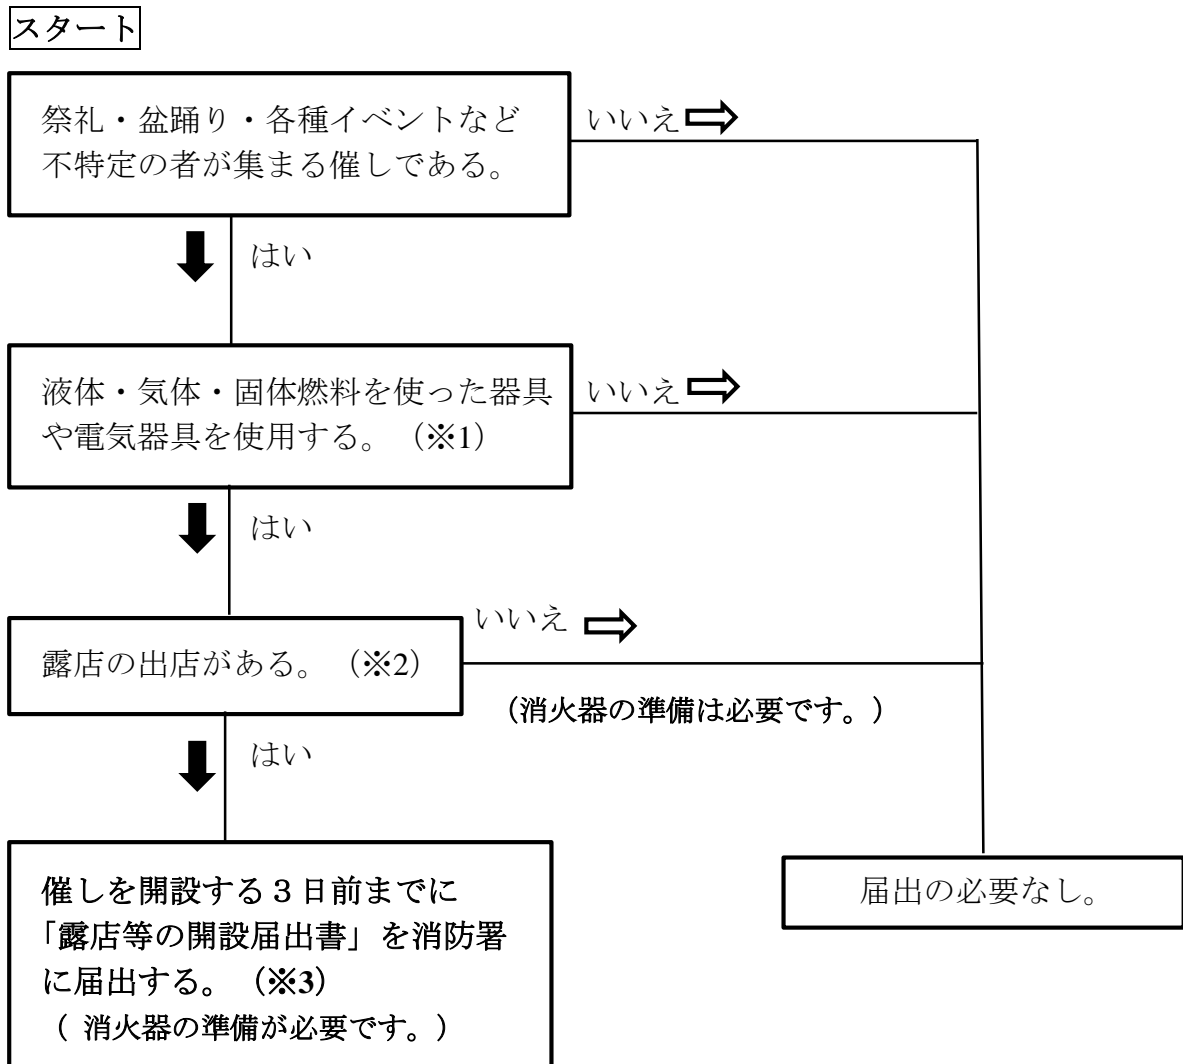 スタート
祭礼・盆踊り・各種イベントなど
不特定の者が集まる催しである。
いいえ
はい
液体・気体・固体燃料を使った器具
や電気器具を使用する。（※1）
いいえ
はい
露店の出店がある。（※2）
いいえ
（消火器の準備は必要です。）
はい
催しを開設する３日前までに
「露店等の開設届出書」を消防署
に届出する。（※3）
（ 消火器の準備が必要です。）
届出の必要なし。